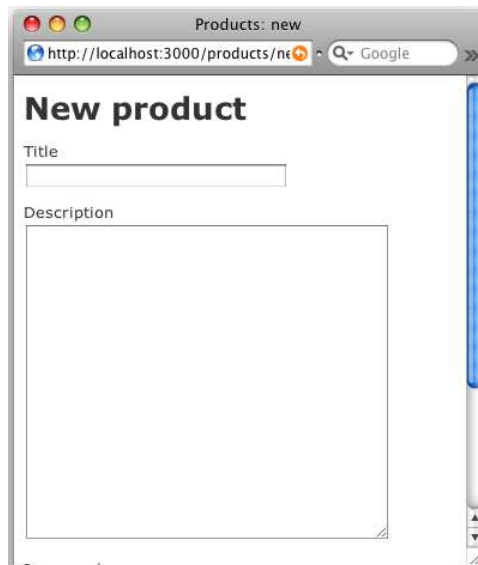 Products: new
http://localhost:3000/products/ne
Google
New product
Title
Description